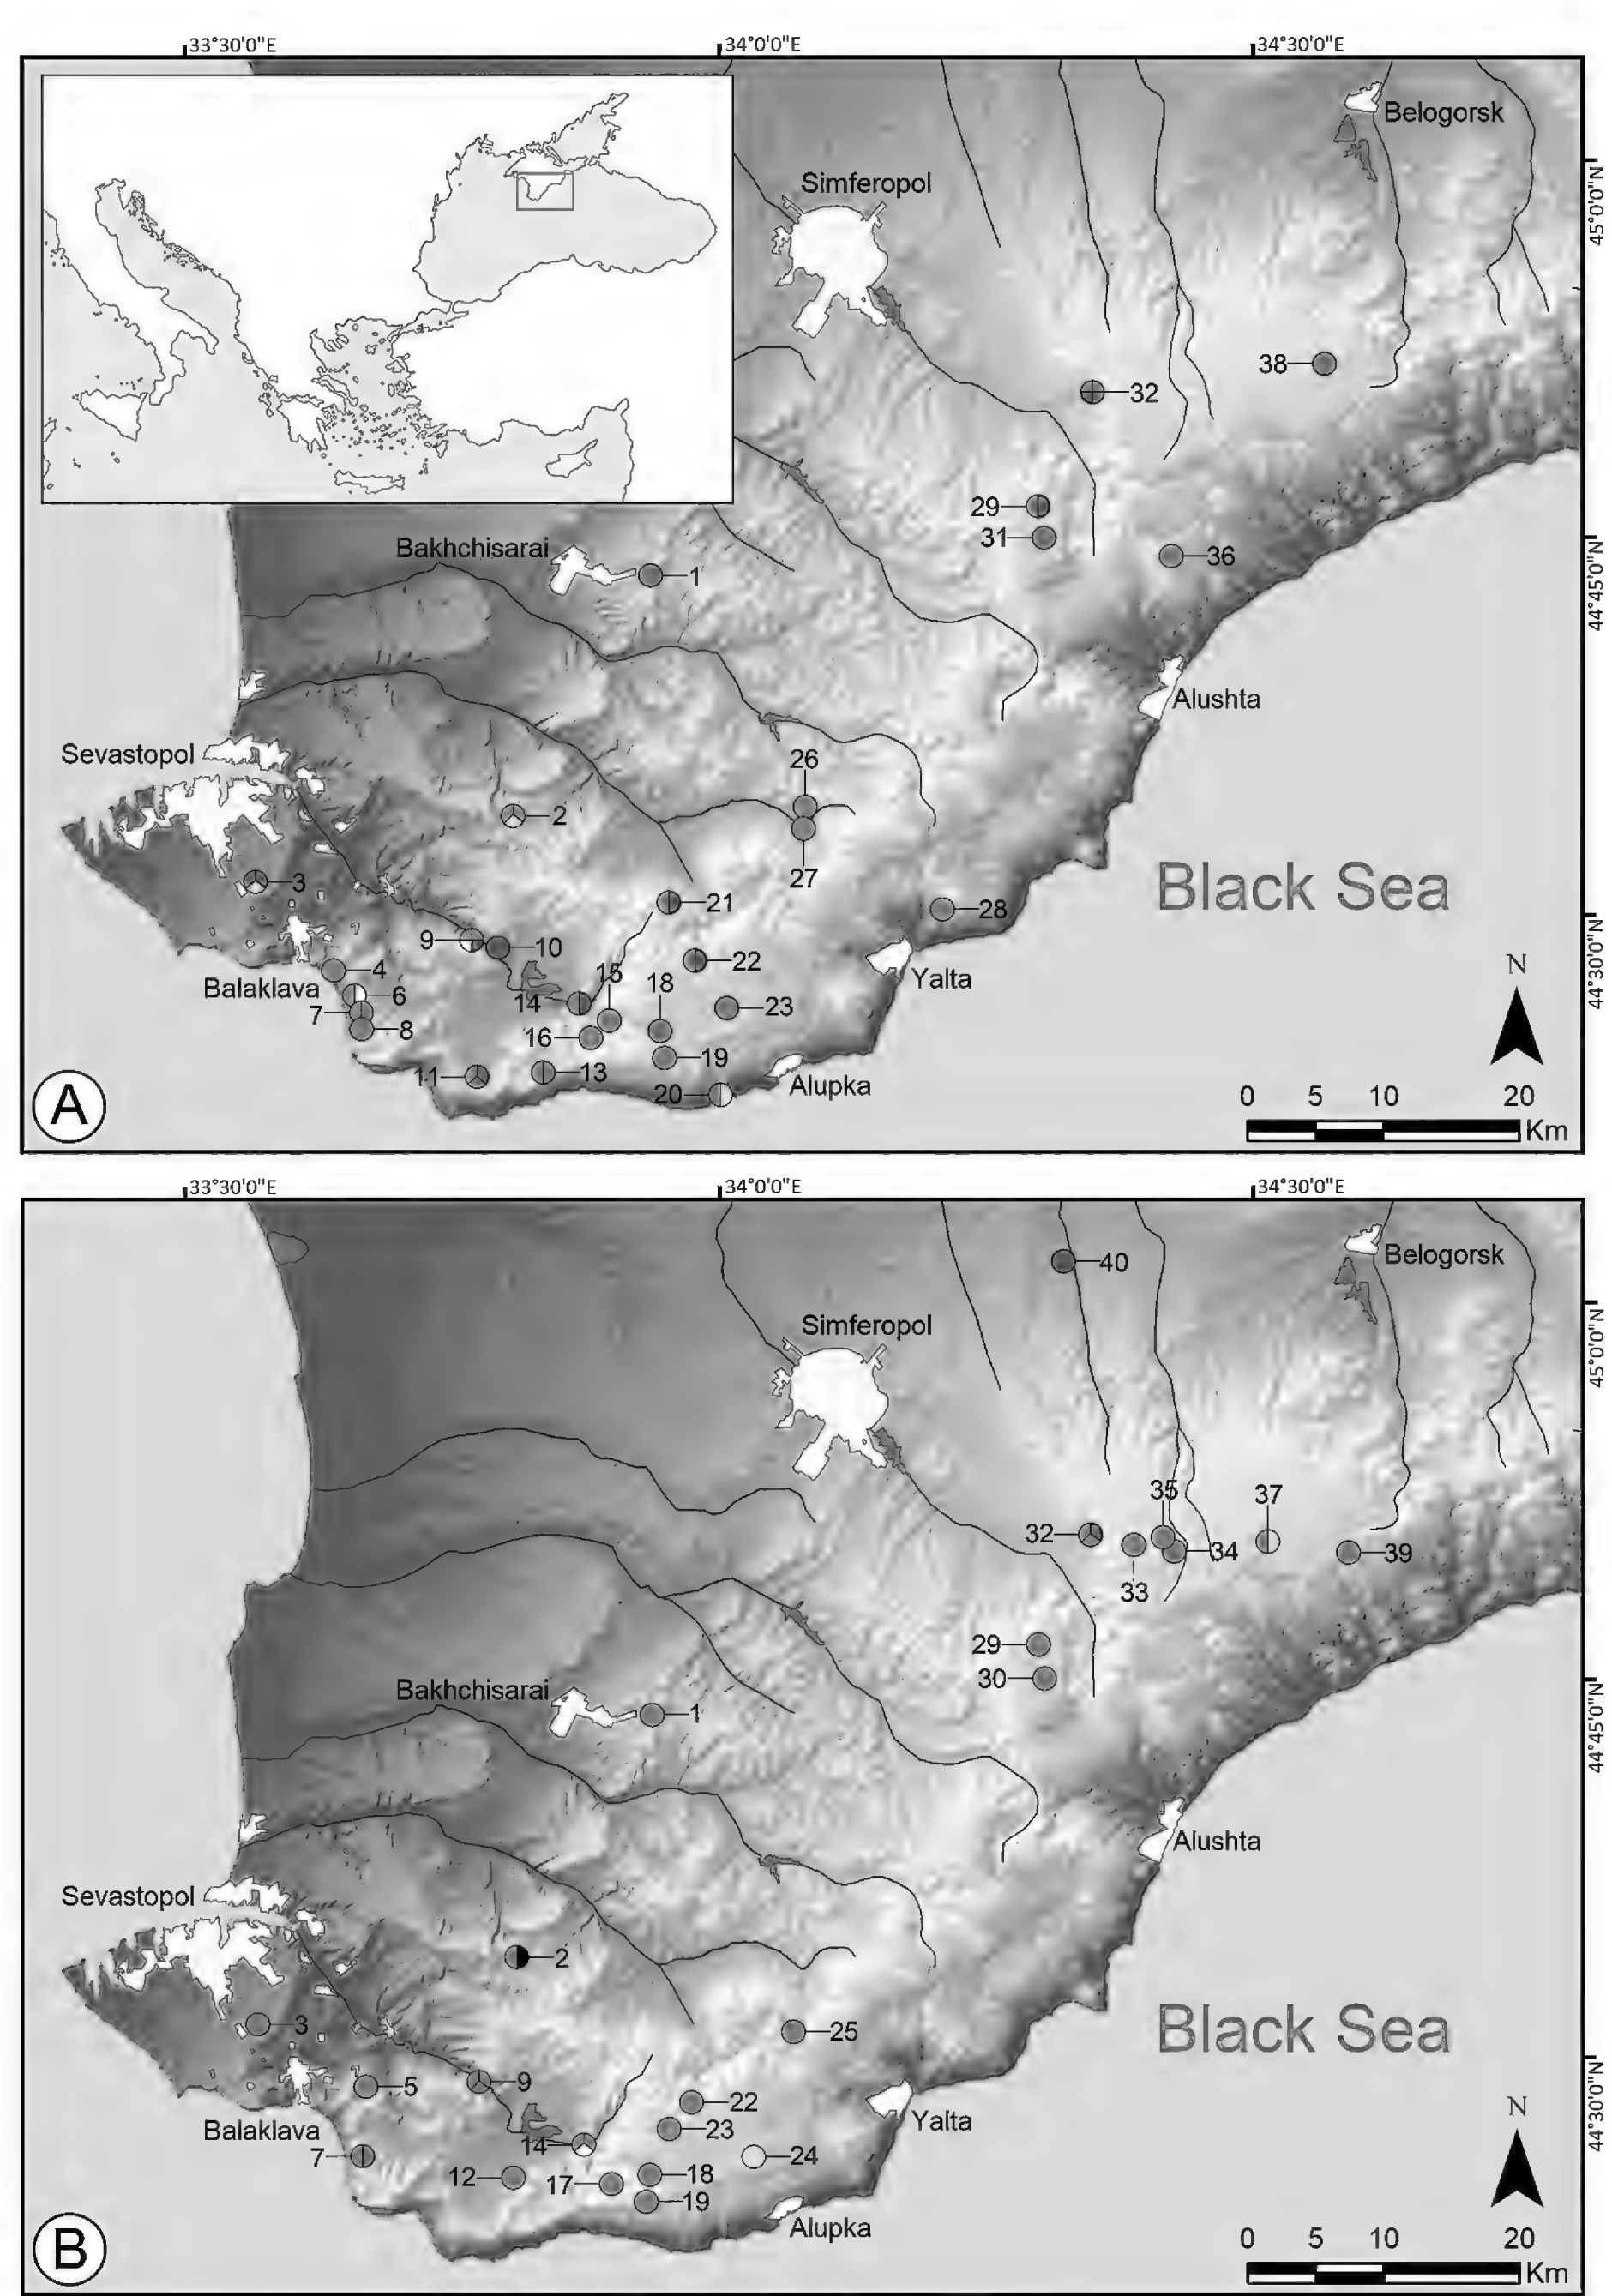 33°30'0"E 34°0'0"E 34°30'0"E
Belogorsk
45°0'0"N
Simferopol
38
32
29
31
36
44°45'0"N
Bakhchisarai
1
Alushta
Sevastopol
26
2
27
3
21
28
Black Sea
9
10
22
44°30'0"N
4
15
N
Balaklava
6
14
18
23
Yalta
7
8
16
19
11
13
20
Alupka
A
0 5 10 20
Km
33°30'0"E 34°0'0"E 34°30'0"E
40
Belogorsk
45°0'0"N
Simferopol
35
37
32
34
39
33
29
30
Bakhchisarai
1
44°45'0"N
Alushta
Sevastopol
2
3
25
Black Sea
9
5
22
44°30'0"N
Balaklava
23
Yalta
N
14
7
24
12
17
18
19
Alupka
B
0 5 10 20
Km